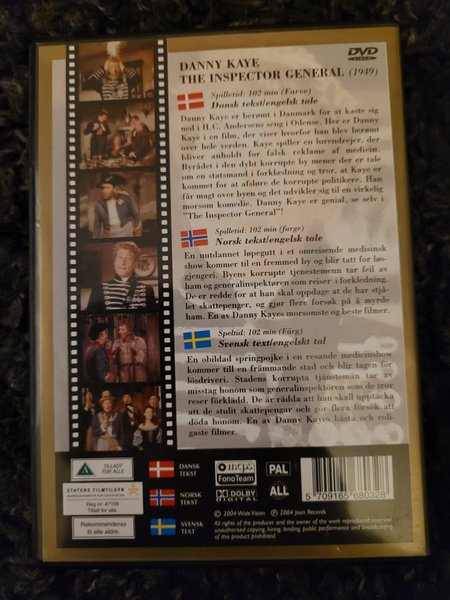 DANNY KAYE
THE INSPECTOR GENERAL (1949)
DVD
VIDEO
Spilletid: 102 min (Farve)
Dansk tekst/engelsk tale
Danny Kaye er berømt i Danmark for at kaste sig
ned i H.C. Andersens seng i Odense. Her er Danny
Kaye i en film, der viser hvorfor han blev berømt
over hele verden. Kaye spiller en lurendrejer, der
bliver anholdt for falsk reklame af medicin.
Byrådet i den dybt korrupte by mener der er tale
om en statsmand i forklædning og tror, at Kaye er
kommet for at afsløre de korrupte politikere. Han
får magt over byen og det udvikler sig til en virkelig
morsom komedie. Danny Kaye er genial, se selv i
"The Inspector General"!
Spilletid: 102 min (farge)
Norsk tekst/engelsk tale
En uutdannet løpegutt i et omreisende medisinsk
show kommer til en fremmed by og blir tatt for løs-
gjengeri. Byens korrupte tjenestemenn tar feil av
ham og generalinspektøren som reiser i forkledning.
De er redde for at han skal oppdage at de har stjå-
let skattepenger, og gjør flere forsøk på å myrde
ham. En av Danny Kayes morsomste og beste filmer.
Speltid: 102 min (Färg)
Svensk text/engelskt tal
En obildad springpojke i en resande medicinshow
kommer till en främmande stad och blir tagen för
lösdriveri. Stadens korrupta tjänstemän tar av
misstag honom som generalinspektören som de tror
reser förklädd. De är rädda att han skall upptäcka
att de stulit skattepengar och gör flera försök att
döda honom. En av Danny Kayes bästa och roli-
gaste filmer.
TILLADT
FOR ALLE
DANSK
TEKST
mcps
FonoTeam
PAL
STATENS FILMTILSYN
Reg nr: 47109
Tillatt for alle.
NORSK
TEKST
DOLBY
DIGITAL
ALL
5 709165 680328
Rekommenderas
til alle aldre.
SVENSK
TEXT
© 2004 Wide Vision ℗ 2004 Joan Records
All rights of the producer and the owner of the work reproduced reserved
unauthorised copying, hiring, lending, public performance and broadcasting
of this dvd prohibited.